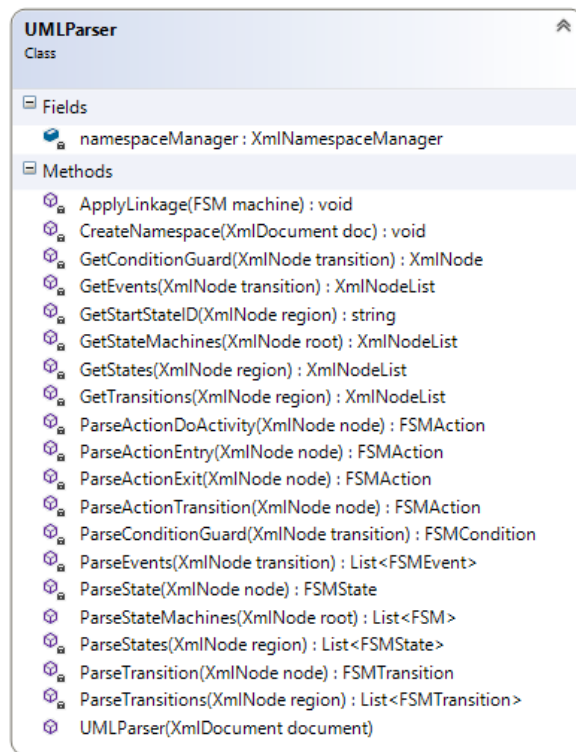 UMLParser
Class
Fields
namespaceManager : XmlNamespaceManager
Methods
ApplyLinkage(FSM machine) : void
CreateNamespace(XmlDocument doc) : void
GetConditionGuard(XmlNode transition) : XmlNode
GetEvents(XmlNode transition) : XmlNodeList
GetStartStateID(XmlNode region) : string
GetStateMachines(XmlNode root) : XmlNodeList
GetStates(XmlNode region) : XmlNodeList
GetTransitions(XmlNode region) : XmlNodeList
ParseActionDoActivity(XmlNode node) : FSMAction
ParseActionEntry(XmlNode node) : FSMAction
ParseActionExit(XmlNode node) : FSMAction
ParseActionTransition(XmlNode node) : FSMAction
ParseConditionGuard(XmlNode transition) : FSMCondition
ParseEvents(XmlNode transition) : List<FSMEvent>
ParseState(XmlNode node) : FSMState
ParseStateMachines(XmlNode root) : List<FSM>
ParseStates(XmlNode region) : List<FSMState>
ParseTransition(XmlNode node) : FSMTransition
ParseTransitions(XmlNode region) : List<FSMTransition>
UMLParser(XmlDocument document)